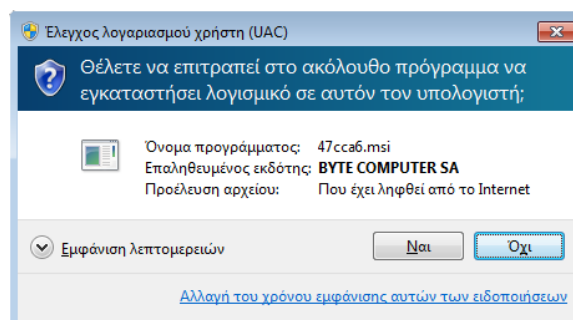 Έλεγχος λογαριασμού χρήστη (UAC)
Θέλετε να επιτραπεί στο ακόλουθο πρόγραμμα να
εγκαταστήσει λογισμικό σε αυτόν τον υπολογιστή;
Όνομα προγράμματος: 47cca6.msi
Επαληθευμένος εκδότης: BYTE COMPUTER SA
Προέλευση αρχείου: Που έχει ληφθεί από το Internet
Εμφάνιση λεπτομερειών Ναι Όχι
Αλλαγή του χρόνου εμφάνισης αυτών των ειδοποιήσεων